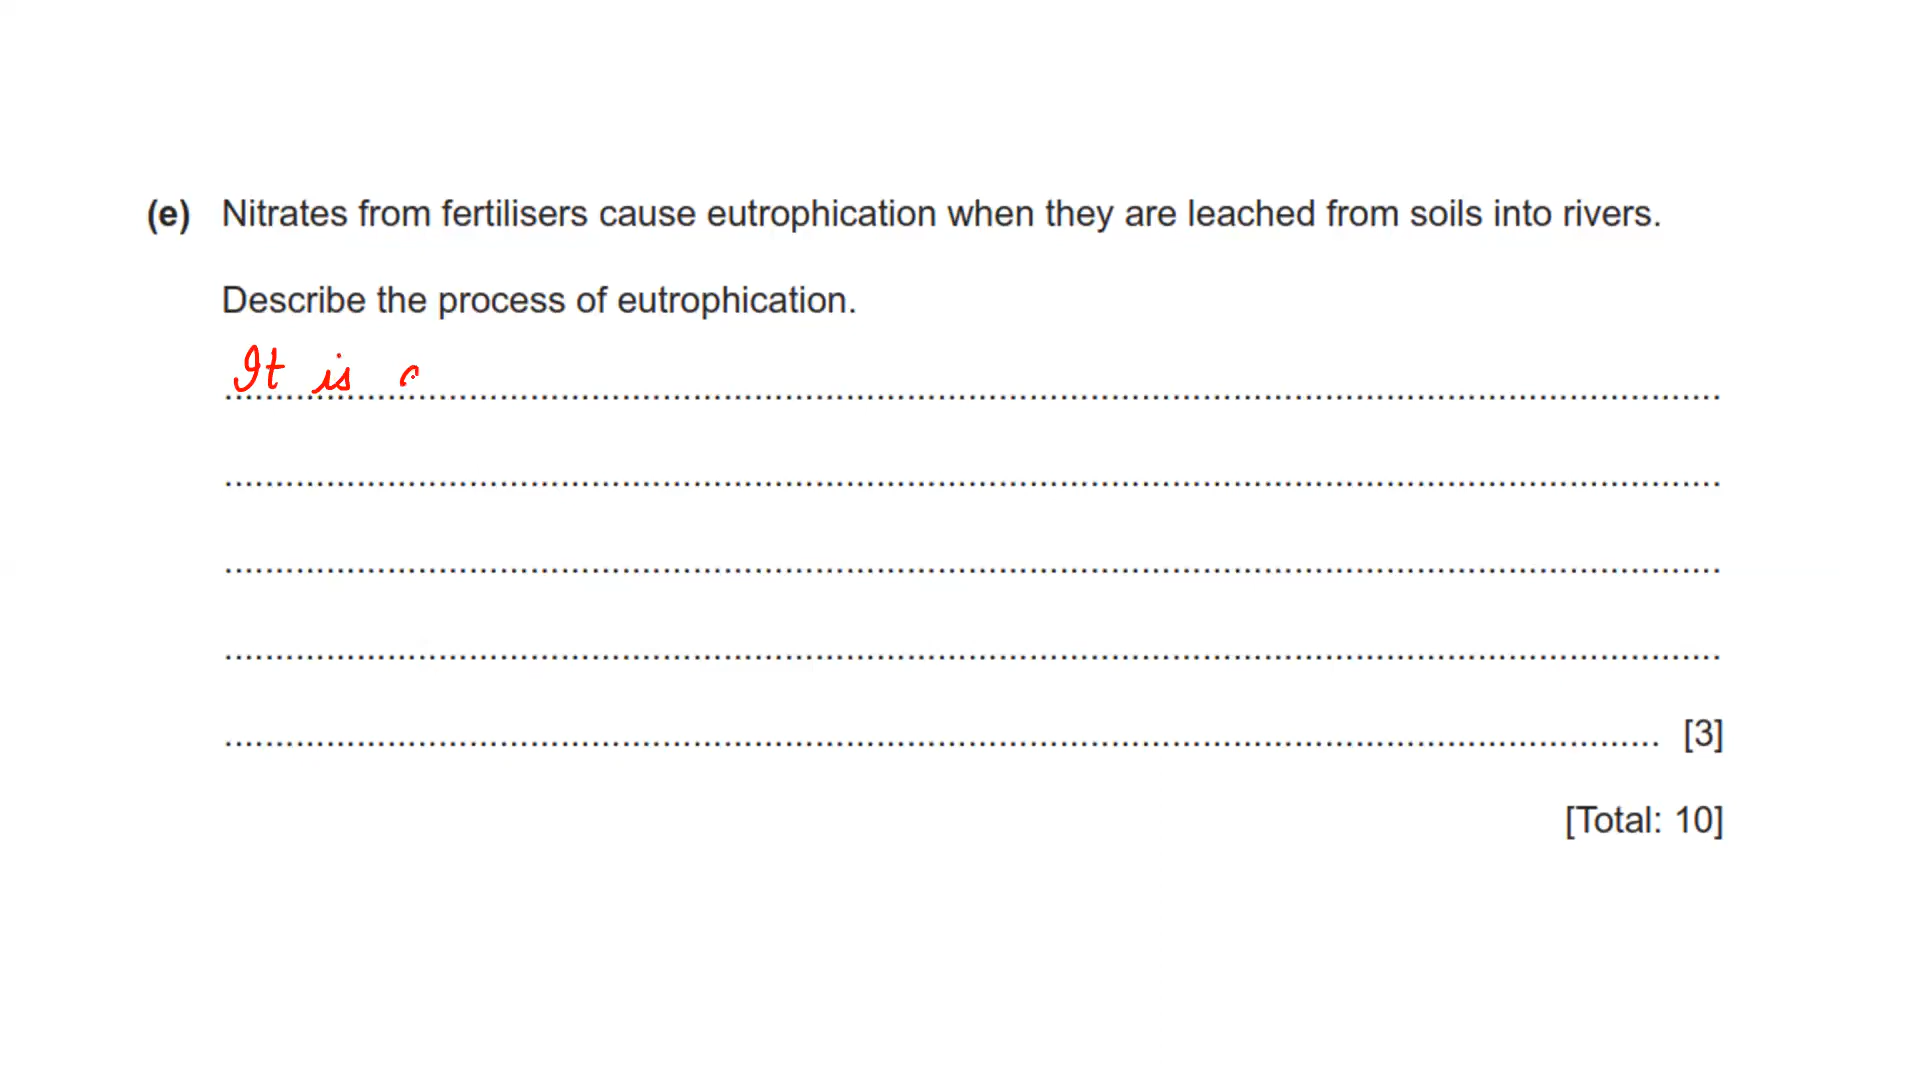 (e) Nitrates from fertilisers cause eutrophication when they are leached from soils into rivers.
Describe the process of eutrophication.
It is
[3]
[Total: 10]